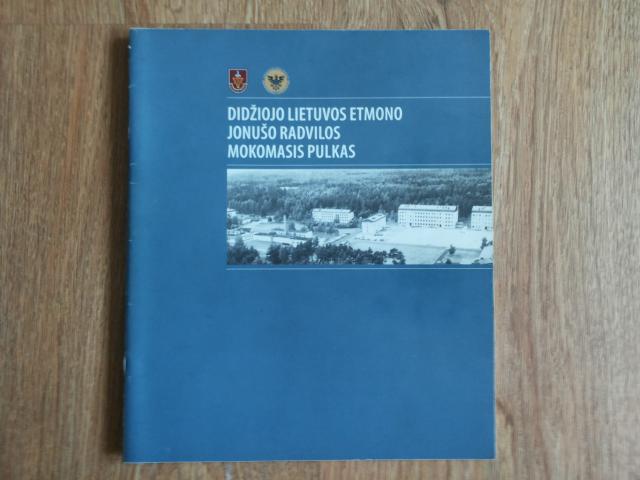 DIDŽIOJO LIETUVOS ETMONO
JONUŠO RADVILOS
MOKOMASIS PULKAS